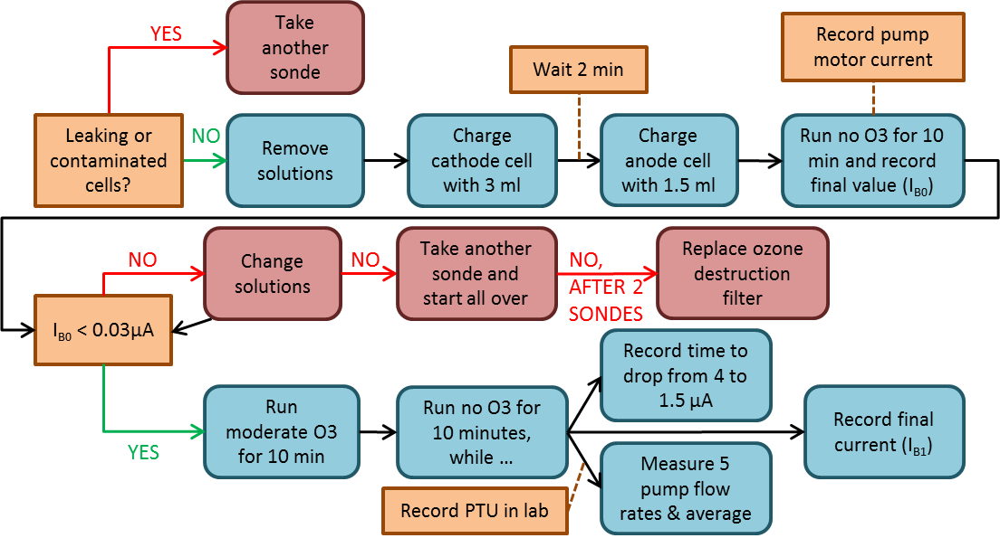 YES
Take
another
sonde
Wait 2 min
Record pump
motor current
Leaking or
contaminated
cells?
NO
Remove
solutions
Charge
cathode cell
with 3 ml
Charge
anode cell
with 1.5 ml
Run no O3 for 10
min and record
final value (IB0)
NO
Change
solutions
NO
Take another
sonde and
start all over
NO,
AFTER 2
SONDES
Replace ozone
destruction
filter
IB0 < 0.03µA
YES
Run
moderate O3
for 10 min
Run no O3 for
10 minutes,
while ...
Record time to
drop from 4 to
1.5 µA
Record final
current (IB1)
Measure 5
pump flow
rates & average
Record PTU in lab